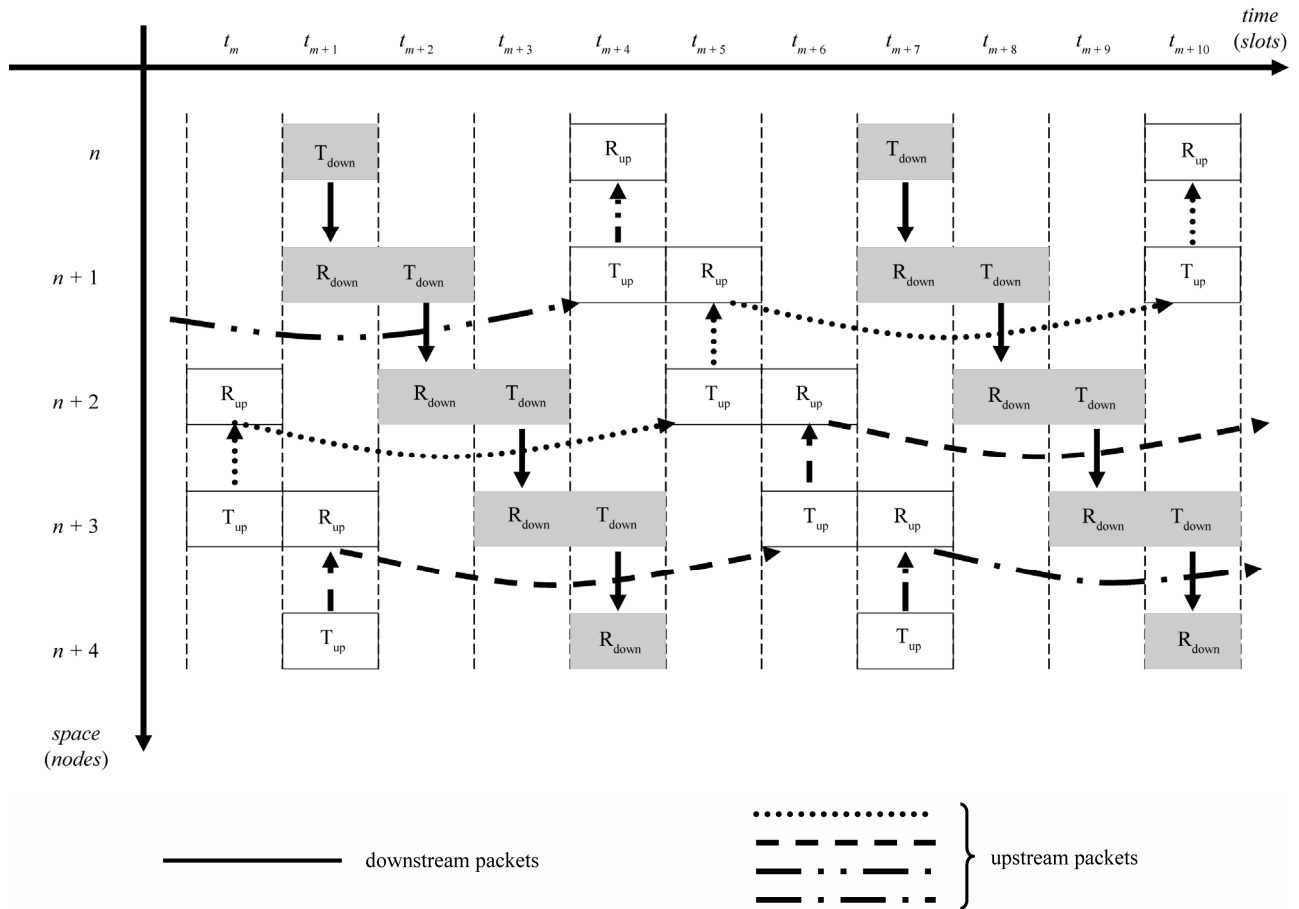 time
(slots)
t_m t_{m+1} t_{m+2} t_{m+3} t_{m+4} t_{m+5} t_{m+6} t_{m+7} t_{m+8} t_{m+9} t_{m+10}
n T_down R_up T_down R_up
n + 1 R_down T_down T_up R_up R_down T_down T_up
n + 2 R_up R_down T_down T_up R_up R_down T_down
n + 3 T_up R_up R_down T_down T_up R_up R_down T_down
n + 4 T_up R_down T_up R_down
space
(nodes)
downstream packets
upstream packets